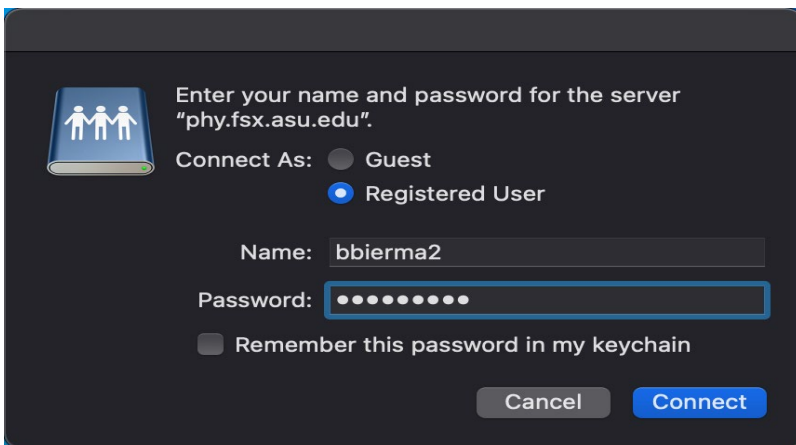 Enter your name and password for the server
“phy.fsx.asu.edu”.
Connect As: Guest
Registered User
Name: bbierma2
Password: •••••••••
Remember this password in my keychain
Cancel Connect